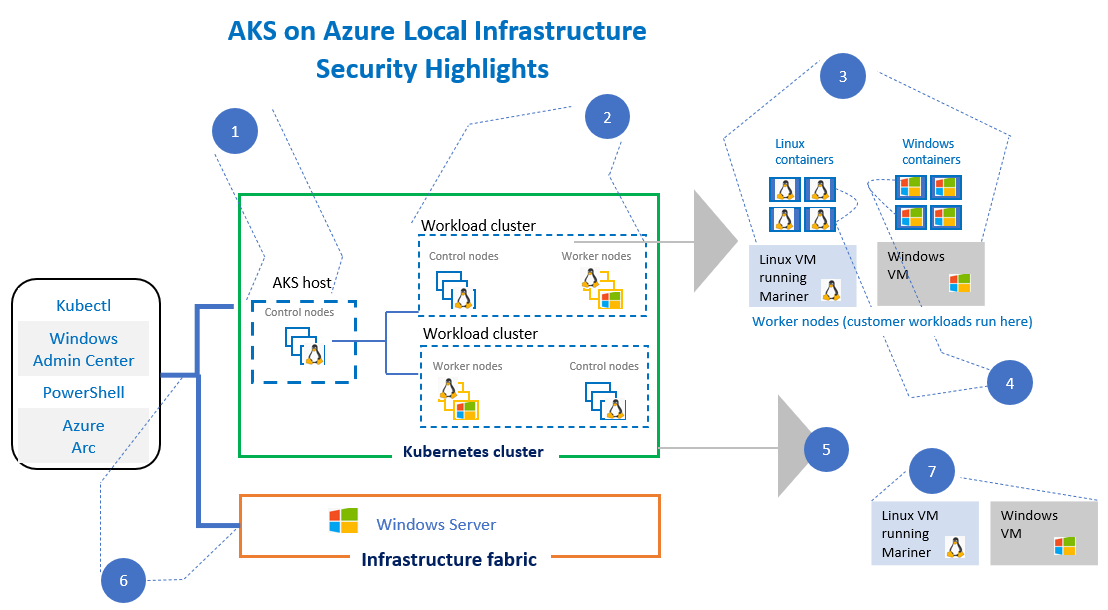 AKS on Azure Local Infrastructure
Security Highlights
1
2
3
Linux
containers
Windows
containers
Linux VM
running
Mariner
Windows
VM
Worker nodes (customer workloads run here)
4
Workload cluster
Control nodes
Worker nodes
AKS host
Control nodes
Workload cluster
Worker nodes
Control nodes
Kubernetes cluster
Kubectl
Windows
Admin Center
PowerShell
Azure
Arc
5
7
Linux VM
running
Mariner
Windows
VM
Windows Server
Infrastructure fabric
6